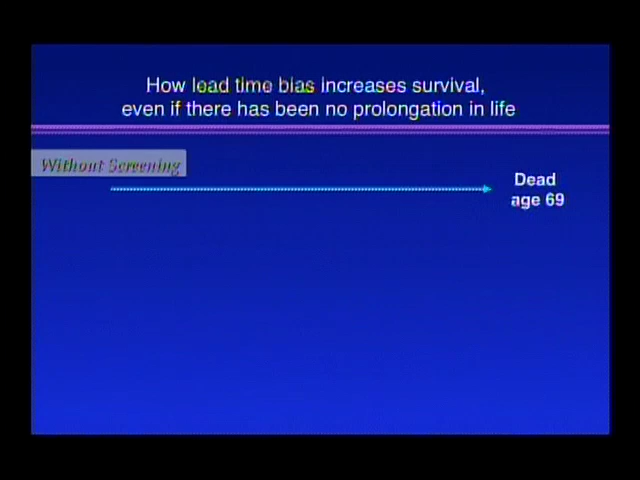 How lead time bias increases survival,
even if there has been no prolongation in life
Without Screening
Dead
age 69